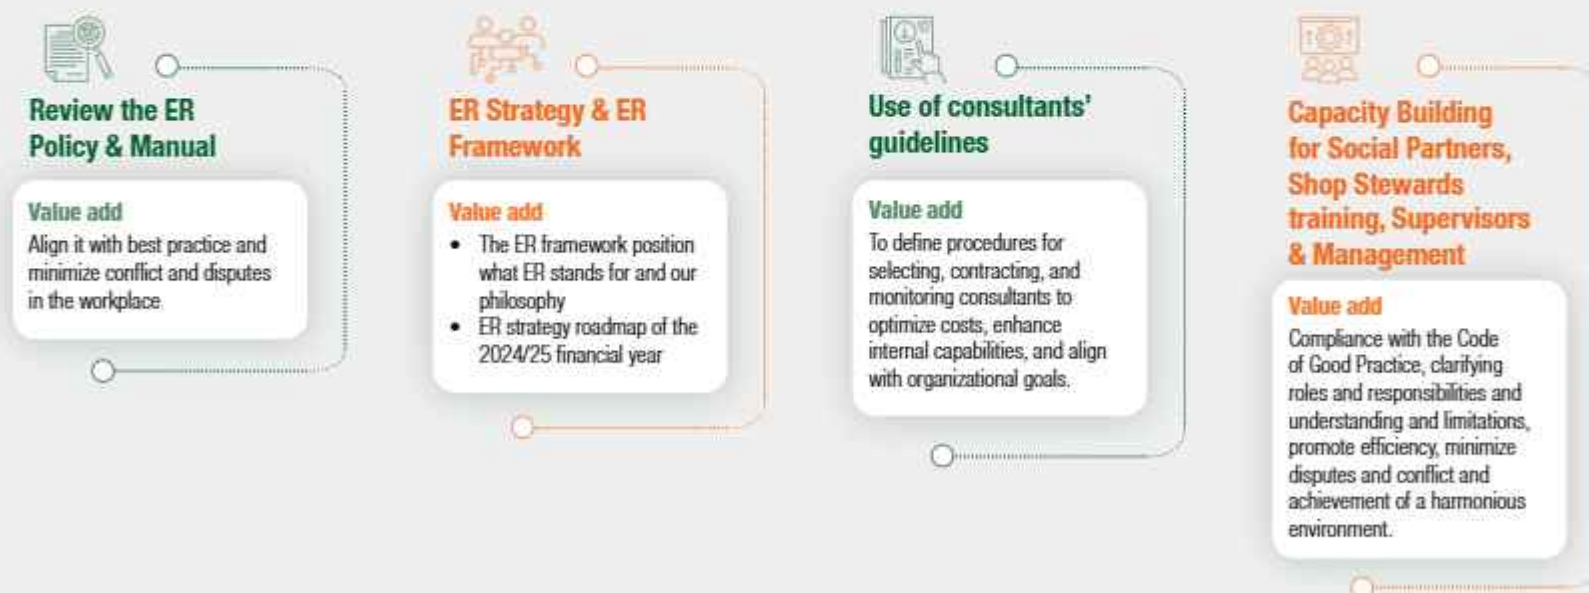 Review the ER
Policy & Manual
Value add
Align it with best practice and
minimize conflict and disputes
in the workplace
ER Strategy & ER
Framework
Value add
• The ER framework position
what ER stands for and our
philosophy
• ER strategy roadmap of the
2024/25 financial year
Use of consultants'
guidelines
Value add
To define procedures for
selecting, contracting, and
monitoring consultants to
optimize costs, enhance
internal capabilities, and align
with organizational goals.
Capacity Building
for Social Partners,
Shop Stewards
training, Supervisors
& Management
Value add
Compliance with the Code
of Good Practice, clarifying
roles and responsibilities and
understanding and limitations,
promote efficiency, minimize
disputes and conflict and
achievement of a harmonious
environment.